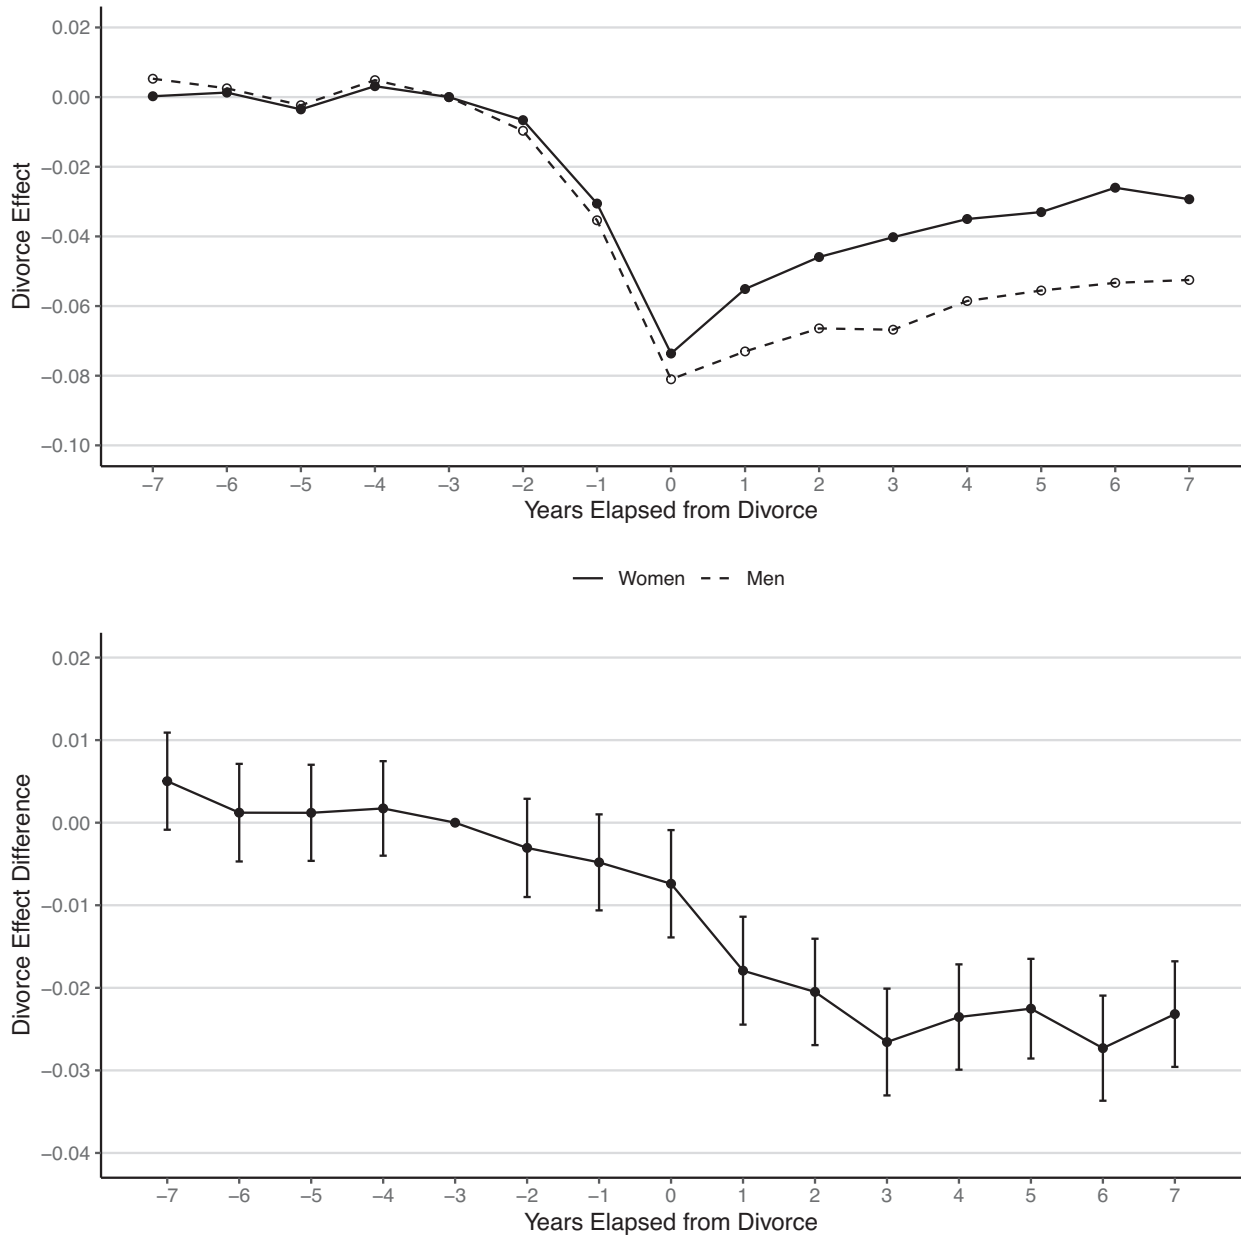 0.02
0.00
−0.02
−0.04
−0.06
−0.08
−0.10
Divorce Effect
−7 −6 −5 −4 −3 −2 −1 0 1 2 3 4 5 6 7
Years Elapsed from Divorce
Women Men
0.02
0.01
0.00
−0.01
−0.02
−0.03
−0.04
Divorce Effect Difference
−7 −6 −5 −4 −3 −2 −1 0 1 2 3 4 5 6 7
Years Elapsed from Divorce